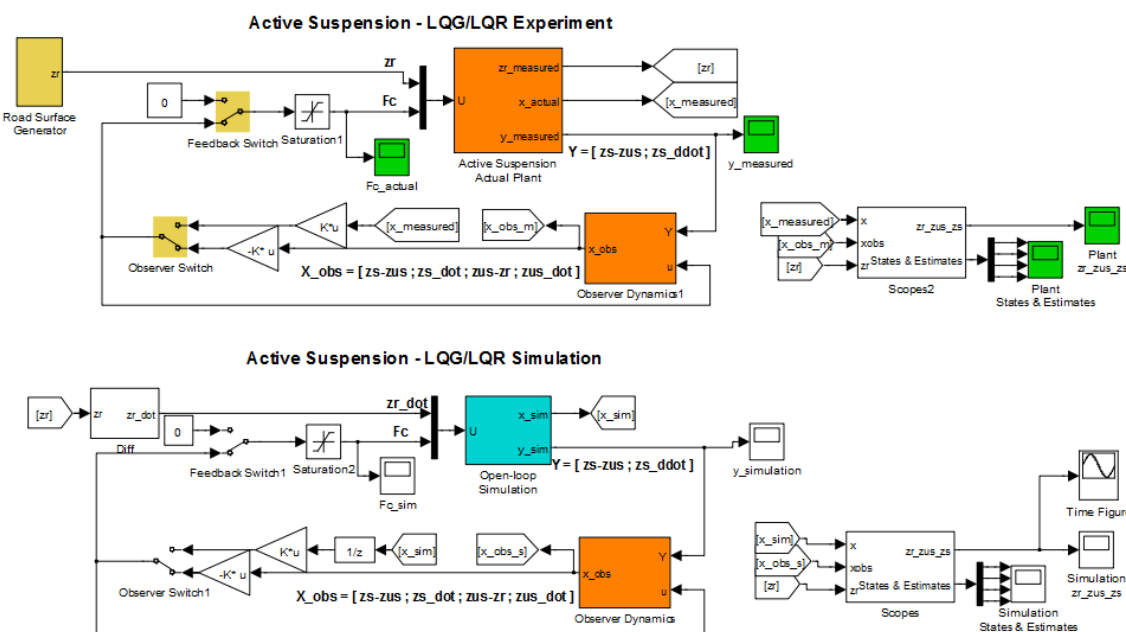 Active Suspension - LQG/LQR Experiment
zr
Road Surface
Generator
0
Feedback Switch
Saturation1
zr
Fc
Fc_actual
U
zr_measured
x_actual
y_measured
Active Suspension
Actual Plant
[zr]
[x_measured]
Y = [ zs-zus ; zs_ddot ]
y_measured
Observer Switch
K*u
-K* u
[x_measured]
[x_obs_m]
x_obs
Y
u
Observer Dynamics1
X_obs = [ zs-zus ; zs_dot ; zus-zr ; zus_dot ]
[x_measured]
[x_obs_m]
[zr]
x
xobs
zr
zr_zus_zs
States & Estimates
Scopes2
Plant
zr_zus_zs
Plant
States & Estimates
Active Suspension - LQG/LQR Simulation
[zr]
zr
zr_dot
Diff
0
Feedback Switch1
Saturation2
zr_dot
Fc
Fc_sim
U
x_sim
y_sim
Open-loop
Simulation
[x_sim]
Y = [ zs-zus ; zs_ddot ]
y_simulation
Observer Switch1
K*u
-K* u
1/z
[x_sim]
[x_obs_s]
x_obs
Y
u
Observer Dynamics
X_obs = [ zs-zus ; zs_dot ; zus-zr ; zus_dot ]
[x_sim]
[x_obs_s]
[zr]
x
xobs
zr
zr_zus_zs
States & Estimates
Scopes
Time Figure
Simulation
zr_zus_zs
Simulation
States & Estimates